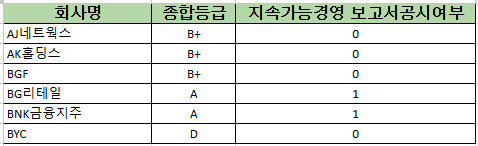 회사명 종합등급 지속가능경영 보고서공시여부
AJ네트웍스 B+ 0
AK홀딩스 B+ 0
BGF B+ 0
BG리테일 A 1
BNK금융지주 A 1
BYC D 0